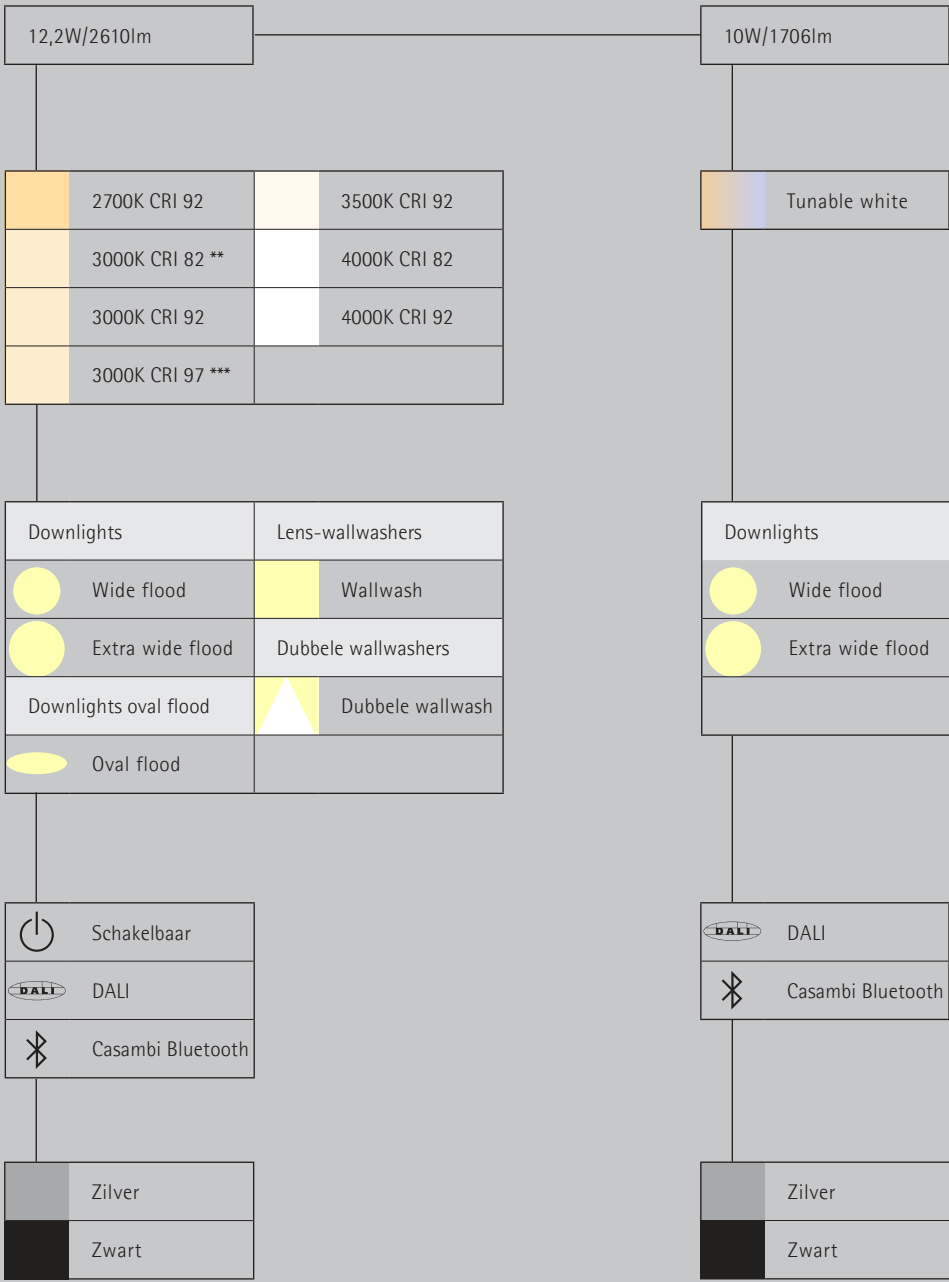 12,2W/2610lm
10W/1706lm
2700K CRI 92
3500K CRI 92
Tunable white
3000K CRI 82 **
4000K CRI 82
3000K CRI 92
4000K CRI 92
3000K CRI 97 ***
Downlights
Lens-wallwashers
Downlights
Wide flood
Wallwash
Wide flood
Extra wide flood
Dubbele wallwashers
Extra wide flood
Downlights oval flood
Dubbele wallwash
Oval flood
Schakelbaar
DALI DALI
DALI DALI
Casambi Bluetooth
Casambi Bluetooth
Zilver
Zilver
Zwart
Zwart